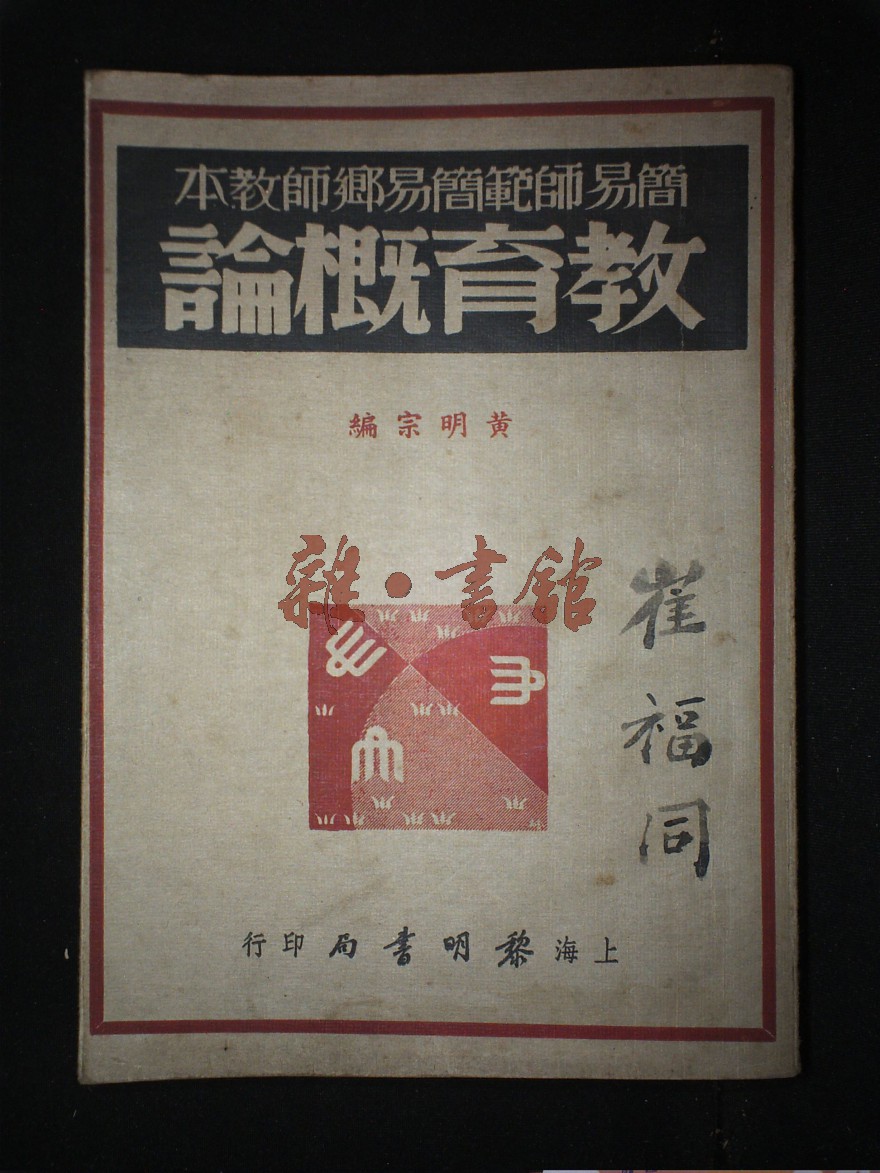 簡易師範簡易鄉師教本
教育概論
黃明宗編
雜·書館
崔福同
上海黎明書局印行